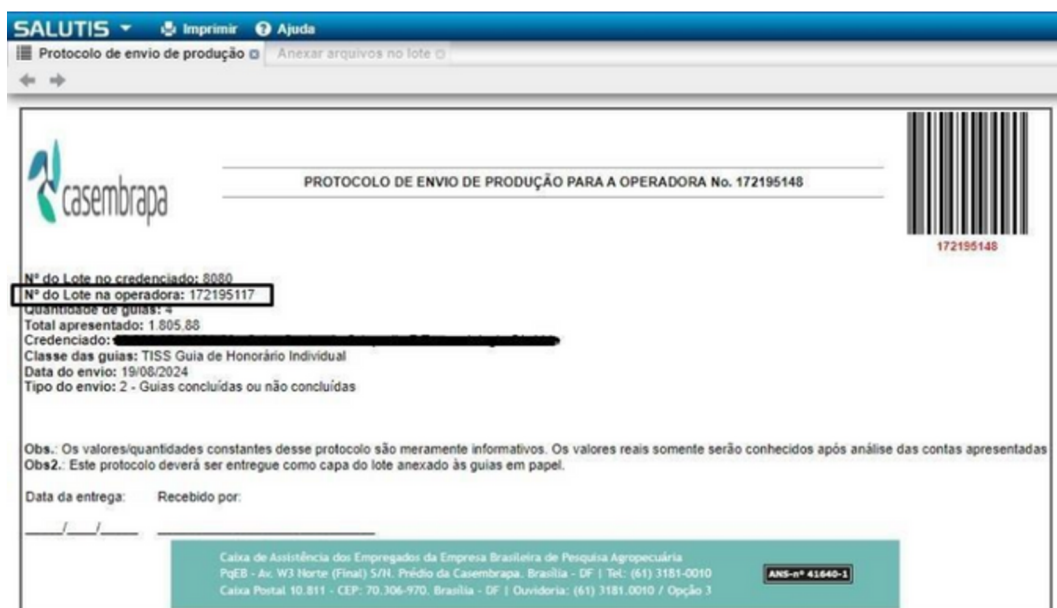 SALUTIS Imprimir Ajuda
Protocolo de envio de produção Anexar arquivos no lote
casembrapa
PROTOCOLO DE ENVIO DE PRODUÇÃO PARA A OPERADORA No. 172195148
172195148
Nº do Lote no credenciado: 8080
Nº do Lote na operadora: 172195117
Quantidade de guias: 4
Total apresentado: 1.805,88
Credenciado:
Classe das guias: TISS Guia de Honorário Individual
Data do envio: 19/08/2024
Tipo do envio: 2 - Guias concluídas ou não concluídas
Obs.: Os valores/quantidades constantes desse protocolo são meramente informativos. Os valores reais somente serão conhecidos após análise das contas apresentadas
Obs2.: Este protocolo deverá ser entregue como capa do lote anexado às guias em papel.
Data da entrega: Recebido por:
____/____/____ ____________________
Caixa de Assistência dos Empregados da Empresa Brasileira de Pesquisa Agropecuária
PqEB - Av. W3 Norte (Final) S/N. Prédio da Casembrapa. Brasília - DF | Tel: (61) 3181-0010
ANS-nº 41640-1
Caixa Postal 10.811 - CEP: 70.306-970. Brasília - DF | Ouvidoria: (61) 3181.0010 / Opção 3